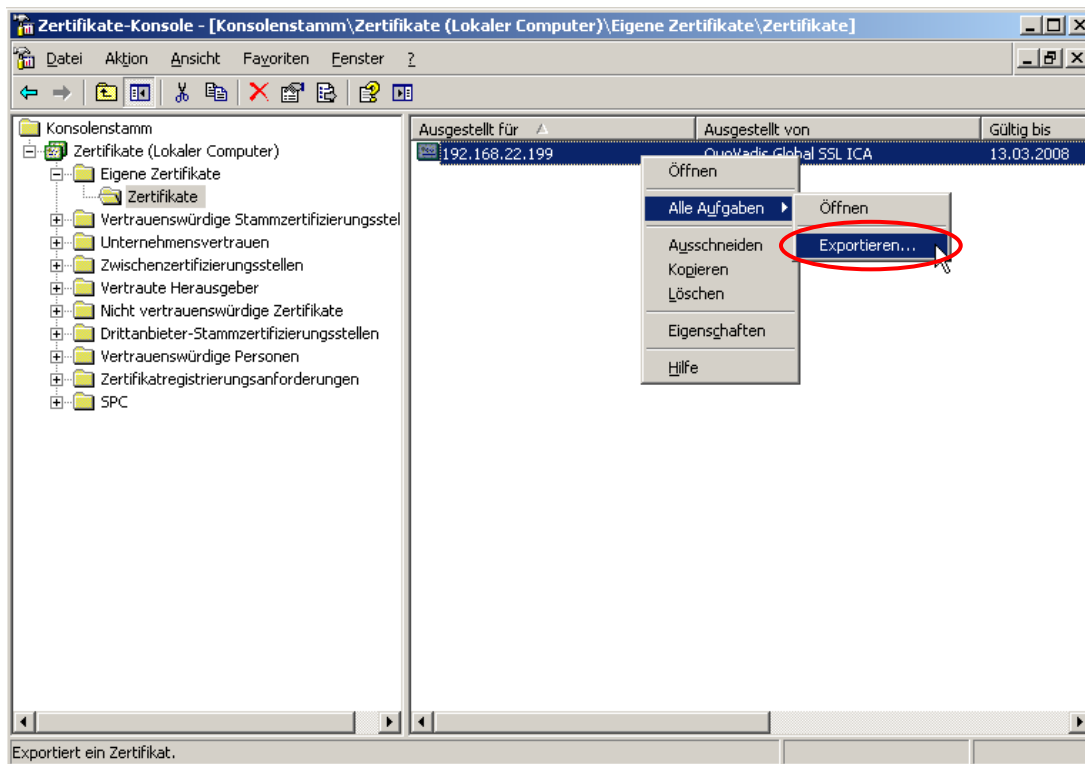 Zertifikate-Konsole - [Konsolenstamm\Zertifikate (Lokaler Computer)\Eigene Zertifikate\Zertifikate]
Datei Aktion Ansicht Favoriten Fenster ?
Konsolenstamm
Zertifikate (Lokaler Computer)
Eigene Zertifikate
Zertifikate
Vertrauenswürdige Stammzertifizierungsstel
Unternehmensvertrauen
Zwischenzertifizierungsstellen
Vertraute Herausgeber
Nicht vertrauenswürdige Zertifikate
Drittanbieter-Stammzertifizierungsstellen
Vertrauenswürdige Personen
Zertifikatregistrierungsanforderungen
SPC
Ausgestellt für Ausgestellt von Gültig bis
192.168.22.199 QuoVadis Global SSL ICA 13.03.2008
Öffnen
Alle Aufgaben
Ausschneiden
Kopieren
Löschen
Eigenschaften
Hilfe
Öffnen
Exportieren...
Exportiert ein Zertifikat.